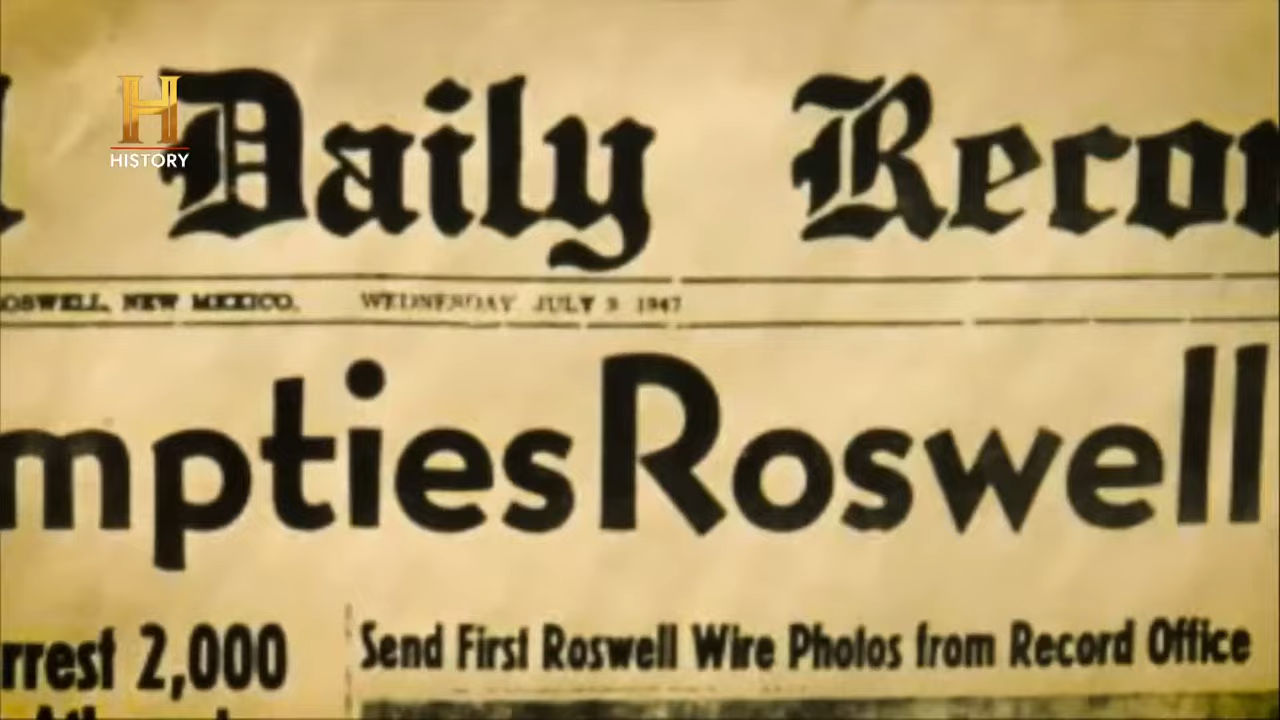 Daily Recor
H
HISTORY
OSWELL, NEW MEXICO, WEDNESDAY JULY 9 1947
mpties Roswell
rrest 2,000
Send First Roswell Wire Photos from Record Office